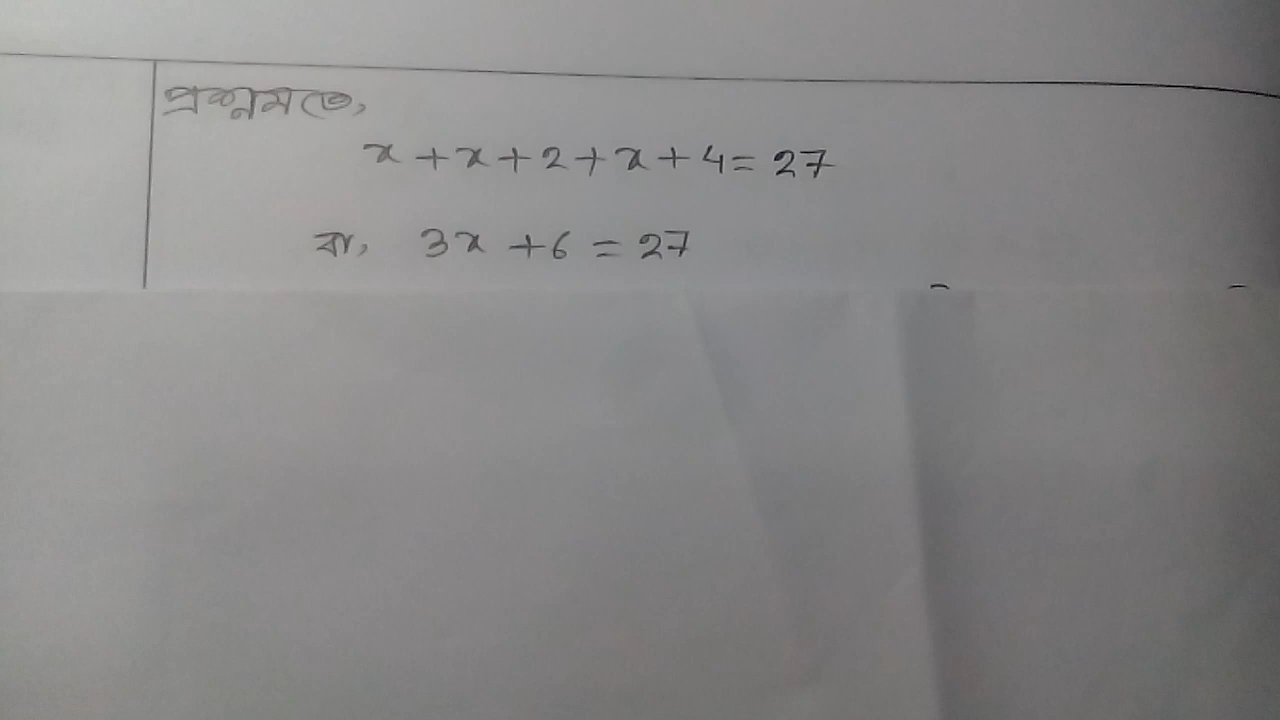 প্রশ্নমতে,
x + x + 2 + x + 4 = 27
বা, 3x + 6 = 27